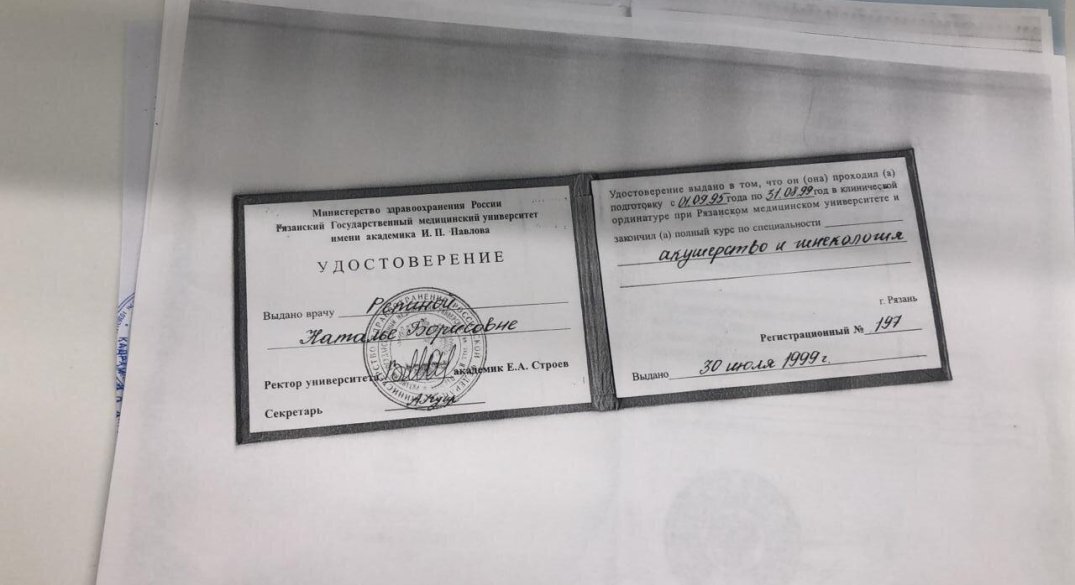 Министерство здравоохранения России
Рязанский Государственный медицинский университет
имени академика И. П. Павлова
УДОСТОВЕРЕНИЕ
Выдано врачу Репиной
Наталье Борисовне
Ректор университета академик Е.А. Строев
Секретарь
Удостоверение выдано в том, что он (она) проходил (а)
подготовку с 01.09.95 года по 31.08.99 год в клинической
ординатуре при Рязанском медицинском университете и
закончил (а) полный курс по специальности
акушерство и гинекология
г. Рязань
Регистрационный № 197
Выдано 30 июля 1999 г.